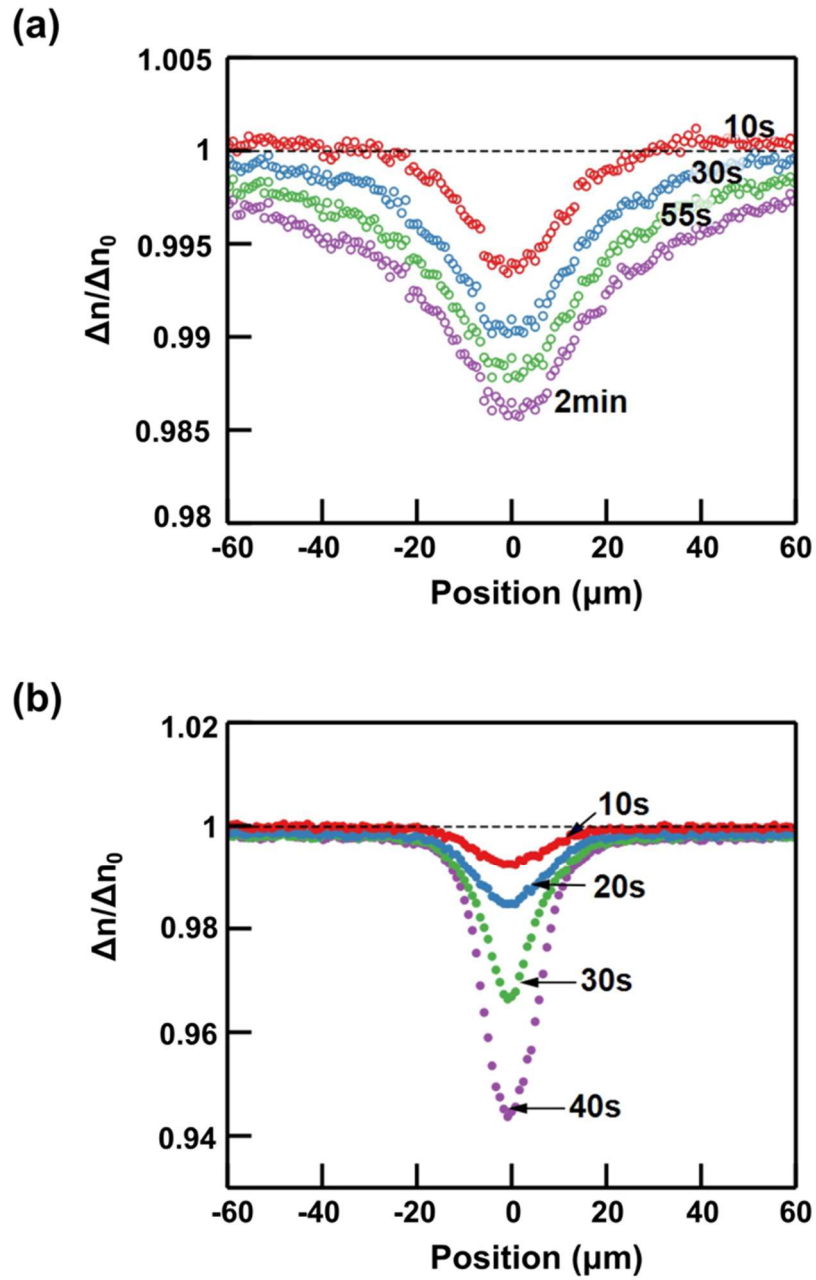 (a)
1.005
1
0.995
0.99
0.985
0.98
Δn/Δn₀
10s
30s
55s
2min
-60 -40 -20 0 20 40 60
Position (μm)
(b)
1.02
1
0.98
0.96
0.94
Δn/Δn₀
10s
20s
30s
40s
-60 -40 -20 0 20 40 60
Position (μm)